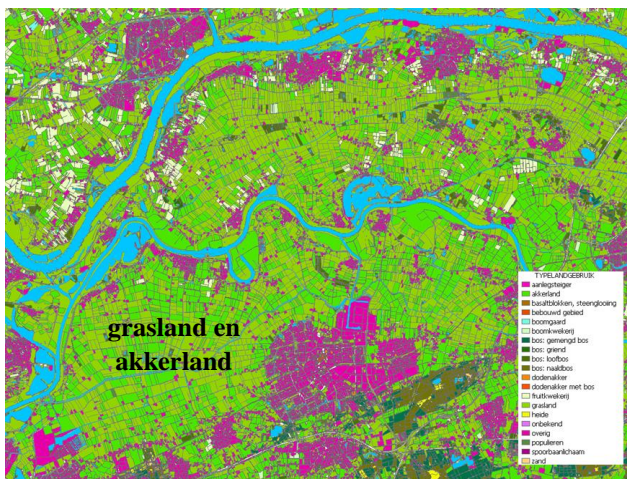 grasland en
akkerland
TYPELANDGEBRUIK
aanlegsteiger
akkerland
basaltblokken, steenglooiing
bebouwd gebied
boomgaard
boomkwekerij
bos: gemengd bos
bos: griend
bos: loofbos
bos: naaldbos
dodenakker
dodenakker met bos
fruitkwekerij
grasland
heide
onbekend
overig
populieren
spoorbaanlichaam
zand